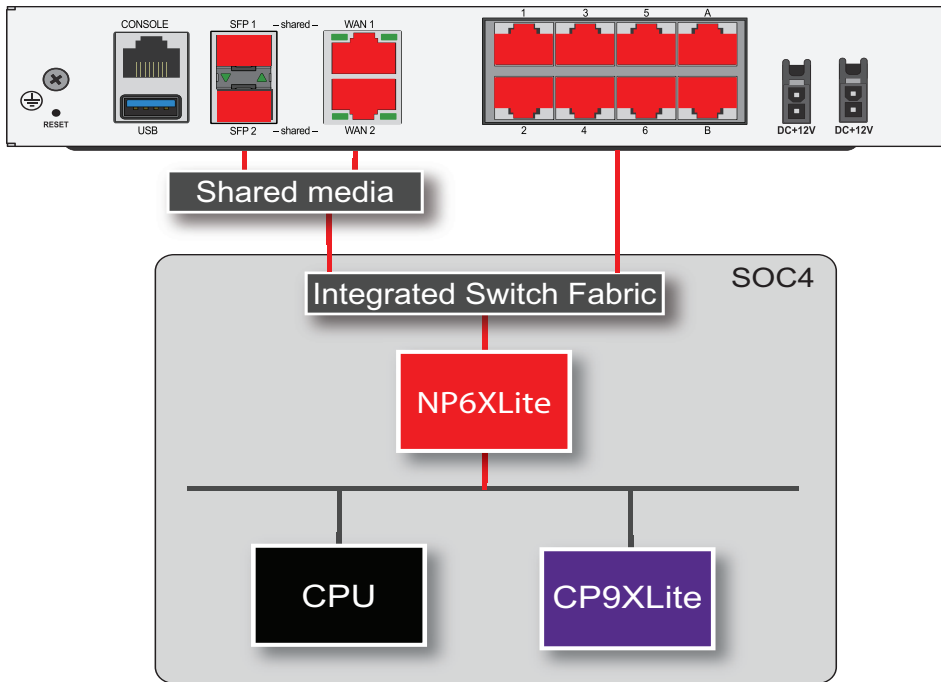 CONSOLE SFP 1 – shared – WAN 1 1 3 5 A
RESET USB SFP 2 – shared – WAN 2 2 4 6 B DC+12V DC+12V
Shared media
SOC4
Integrated Switch Fabric
NP6XLite
CPU CP9XLite